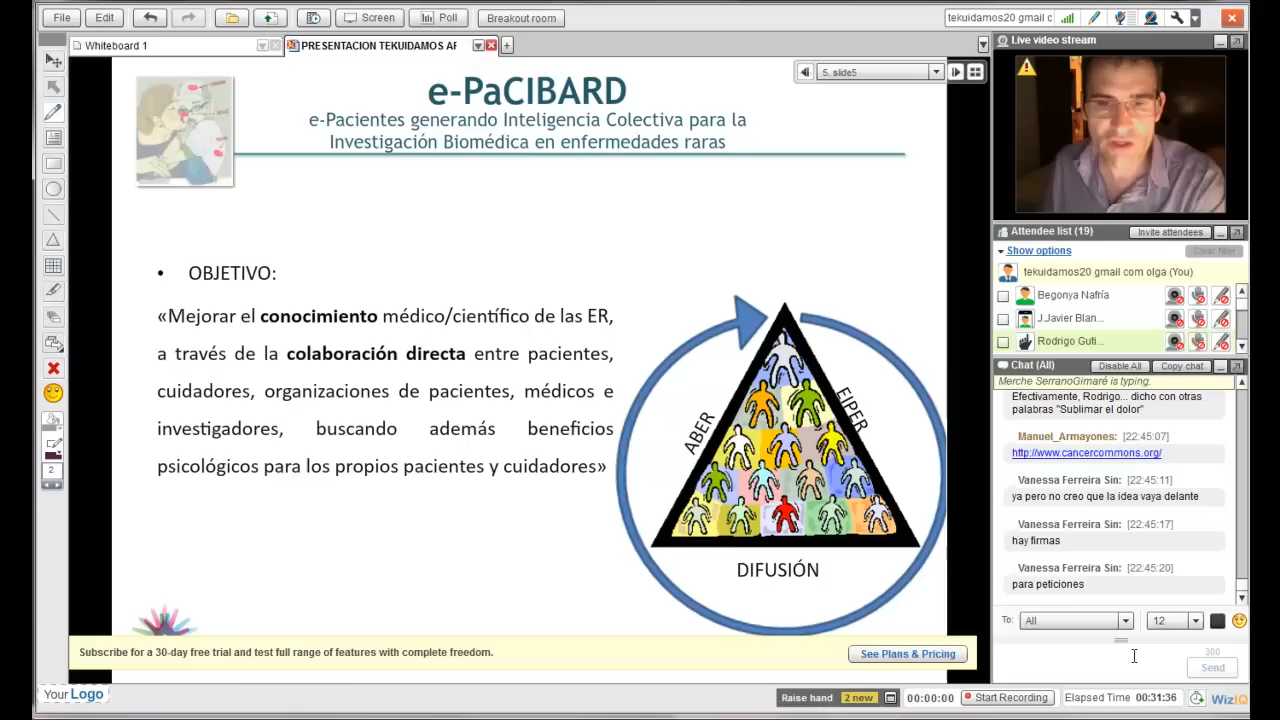 File Edit Screen Poll Breakout room tekuidamos20 gmail c
Whiteboard 1 PRESENTACION TEKUIDAMOS AF
5. slide5
e-PaCIBARD
e-Pacientes generando Inteligencia Colectiva para la
Investigación Biomédica en enfermedades raras
• OBJETIVO:
«Mejorar el conocimiento médico/científico de las ER,
a través de la colaboración directa entre pacientes,
cuidadores, organizaciones de pacientes, médicos e
investigadores, buscando además beneficios
psicológicos para los propios pacientes y cuidadores»
ABER
EIPER
DIFUSIÓN
Subscribe for a 30-day free trial and test full range of features with complete freedom.
See Plans & Pricing
Live video stream
Attendee list (19) Invite attendees
Show options Clear
tekuidamos20 gmail com olga (You)
Begonya Nafría
J.Javier Blan...
Rodrigo Guti...
Chat (All) Disable All Copy chat
Merche SerranoGimaré is typing.
Efectivamente, Rodrigo... dicho con otras
palabras "Sublimar el dolor"
Manuel_Armayones: [22:45:07]
http://www.cancercommons.org/
Vanessa Ferreira Sin: [22:45:11]
ya pero no creo que la idea vaya delante
Vanessa Ferreira Sin: [22:45:17]
hay firmas
Vanessa Ferreira Sin: [22:45:20]
para peticiones
To: All 12
300
Send
2
Your Logo
Raise hand 2 new 00:00:00 Start Recording Elapsed Time 00:31:36 WizIQ